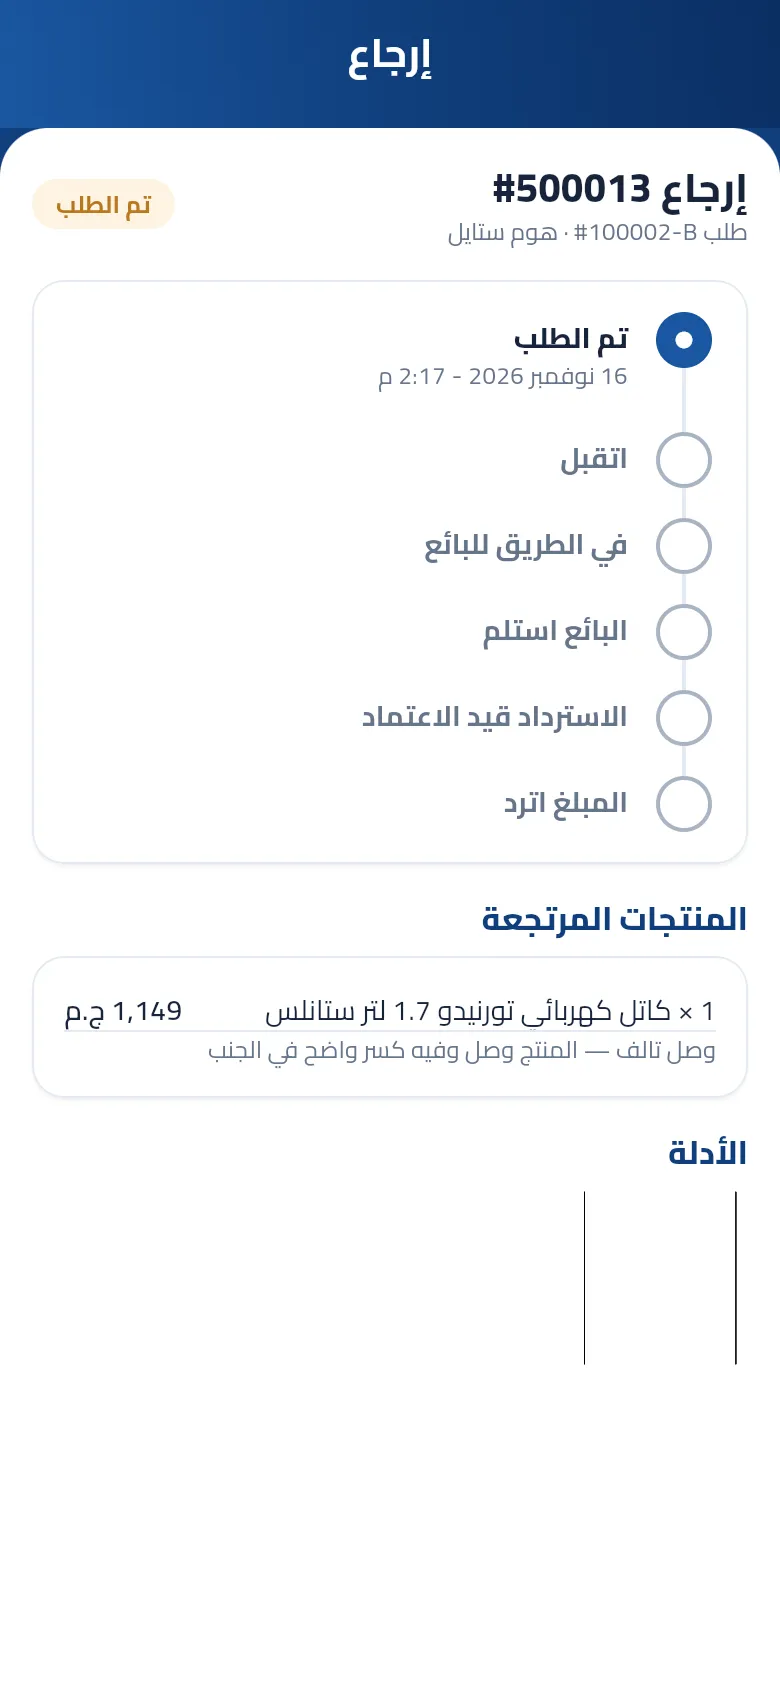 إرجاع
إرجاع 500013#
تم الطلب
طلب 100002-B# · هوم ستايل
تم الطلب
16 نوفمبر 2026 - 2:17 م
اتقبل
في الطريق للبائع
البائع استلم
الاسترداد قيد الاعتماد
المبلغ اترد
المنتجات المرتجعة
1 × كاتل كهربائي تورنيدو 1.7 لتر ستانلس
1,149 ج.م
وصل تالف — المنتج وصل وفيه كسر واضح في الجنب
الأدلة